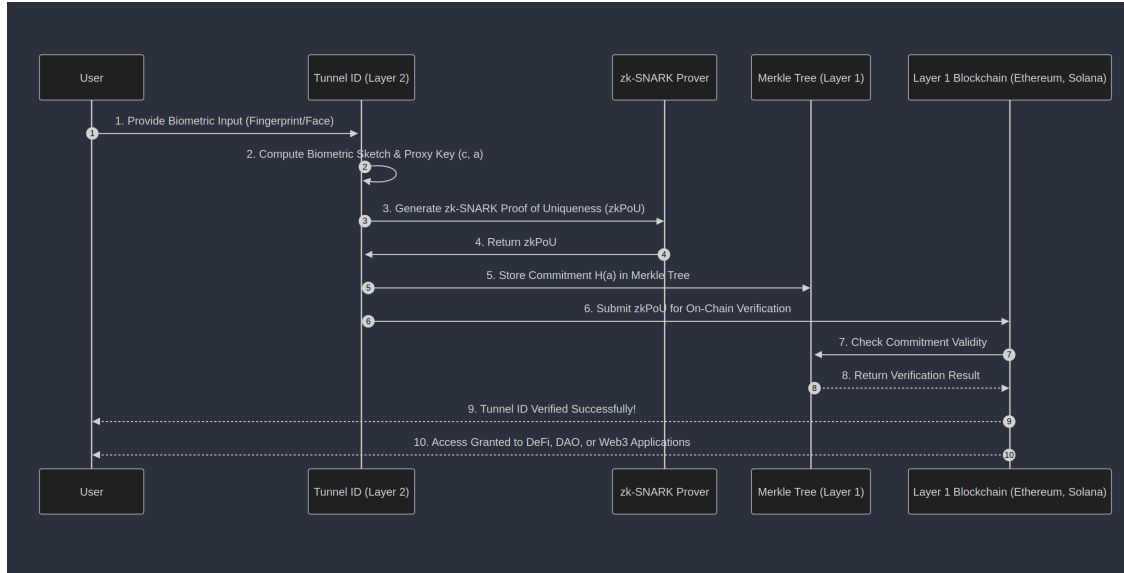 User
Tunnel ID (Layer 2)
zk-SNARK Prover
Merkle Tree (Layer 1)
Layer 1 Blockchain (Ethereum, Solana)
1. Provide Biometric Input (Fingerprint/Face)
1
2. Compute Biometric Sketch & Proxy Key (c, a)
2
3. Generate zk-SNARK Proof of Uniqueness (zkPoU)
3
4. Return zkPoU
4
5. Store Commitment H(a) in Merkle Tree
5
6. Submit zkPoU for On-Chain Verification
6
7. Check Commitment Validity
7
8. Return Verification Result
8
9. Tunnel ID Verified Successfully!
9
10. Access Granted to DeFi, DAO, or Web3 Applications
10
User
Tunnel ID (Layer 2)
zk-SNARK Prover
Merkle Tree (Layer 1)
Layer 1 Blockchain (Ethereum, Solana)